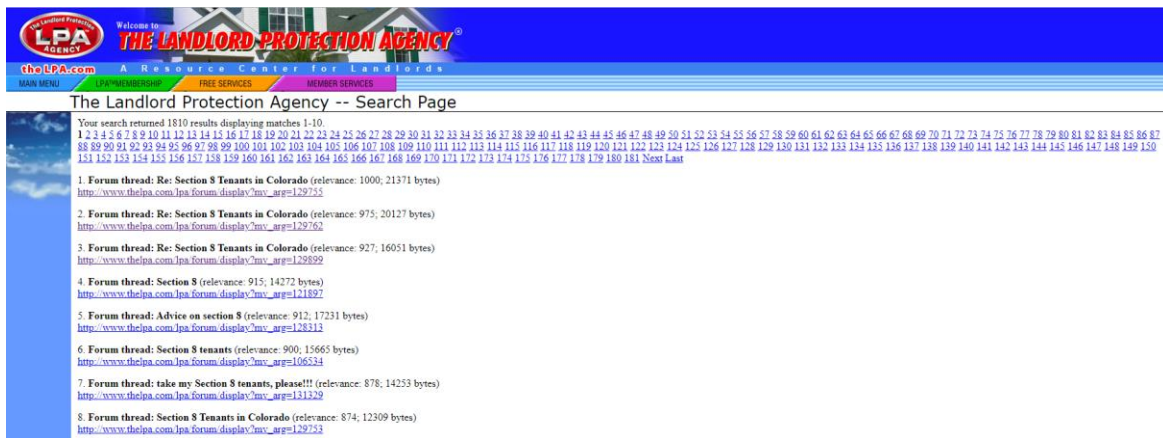 The Landlord Protection
LPA
AGENCY
Welcome to
THE LANDLORD PROTECTION AGENCY®
the LPA.com A Resource Center for Landlords
MAIN MENU LPA™MEMBERSHIP FREE SERVICES MEMBER SERVICES
The Landlord Protection Agency -- Search Page
Your search returned 1810 results displaying matches 1-10.
1 2 3 4 5 6 7 8 9 10 11 12 13 14 15 16 17 18 19 20 21 22 23 24 25 26 27 28 29 30 31 32 33 34 35 36 37 38 39 40 41 42 43 44 45 46 47 48 49 50 51 52 53 54 55 56 57 58 59 60 61 62 63 64 65 66 67 68 69 70 71 72 73 74 75 76 77 78 79 80 81 82 83 84 85 86 87
88 89 90 91 92 93 94 95 96 97 98 99 100 101 102 103 104 105 106 107 108 109 110 111 112 113 114 115 116 117 118 119 120 121 122 123 124 125 126 127 128 129 130 131 132 133 134 135 136 137 138 139 140 141 142 143 144 145 146 147 148 149 150
151 152 153 154 155 156 157 158 159 160 161 162 163 164 165 166 167 168 169 170 171 172 173 174 175 176 177 178 179 180 181 Next Last
1. Forum thread: Re: Section 8 Tenants in Colorado (relevance: 1000; 21371 bytes)
http://www.thelpa.com/lpa/forum/display?mv_arg=129755
2. Forum thread: Re: Section 8 Tenants in Colorado (relevance: 975; 20127 bytes)
http://www.thelpa.com/lpa/forum/display?mv_arg=129762
3. Forum thread: Re: Section 8 Tenants in Colorado (relevance: 927; 16051 bytes)
http://www.thelpa.com/lpa/forum/display?mv_arg=129899
4. Forum thread: Section 8 (relevance: 915; 14272 bytes)
http://www.thelpa.com/lpa/forum/display?mv_arg=121897
5. Forum thread: Advice on section 8 (relevance: 912; 17231 bytes)
http://www.thelpa.com/lpa/forum/display?mv_arg=128313
6. Forum thread: Section 8 tenants (relevance: 900; 15665 bytes)
http://www.thelpa.com/lpa/forum/display?mv_arg=106534
7. Forum thread: take my Section 8 tenants, please!!! (relevance: 878; 14253 bytes)
http://www.thelpa.com/lpa/forum/display?mv_arg=131329
8. Forum thread: Section 8 Tenants in Colorado (relevance: 874; 12309 bytes)
http://www.thelpa.com/lpa/forum/display?mv_arg=129753